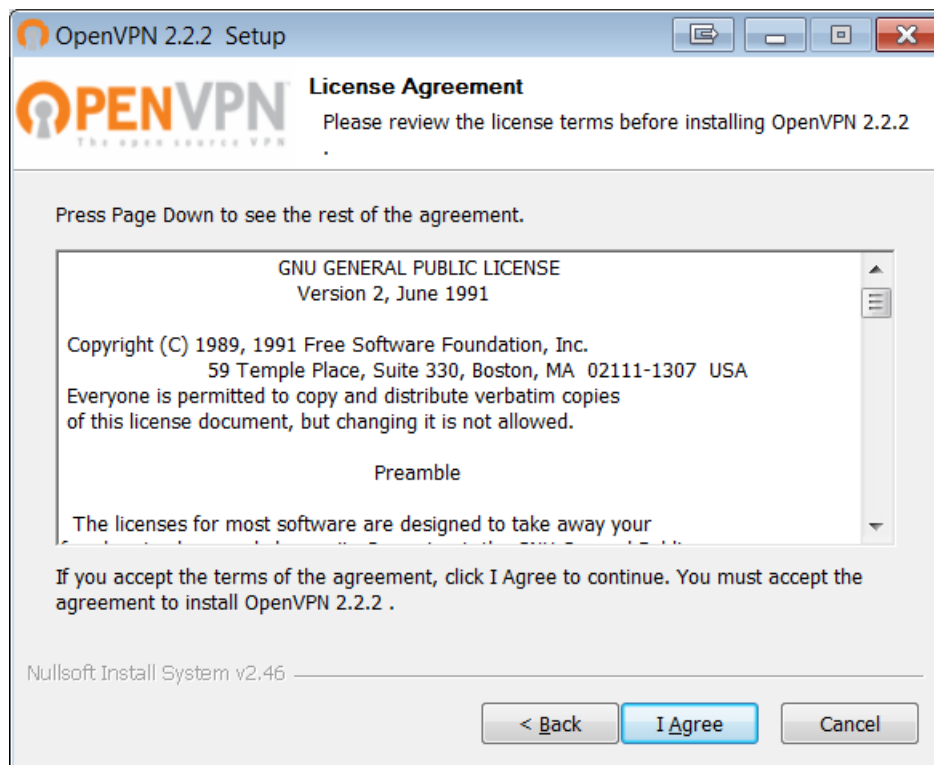 OpenVPN 2.2.2 Setup
OPENVPN
The open source VPN
License Agreement
Please review the license terms before installing OpenVPN 2.2.2
.
Press Page Down to see the rest of the agreement.
GNU GENERAL PUBLIC LICENSE
Version 2, June 1991
Copyright (C) 1989, 1991 Free Software Foundation, Inc.
59 Temple Place, Suite 330, Boston, MA 02111-1307 USA
Everyone is permitted to copy and distribute verbatim copies
of this license document, but changing it is not allowed.
Preamble
The licenses for most software are designed to take away your
If you accept the terms of the agreement, click I Agree to continue. You must accept the
agreement to install OpenVPN 2.2.2 .
Nullsoft Install System v2.46
< Back
I Agree
Cancel